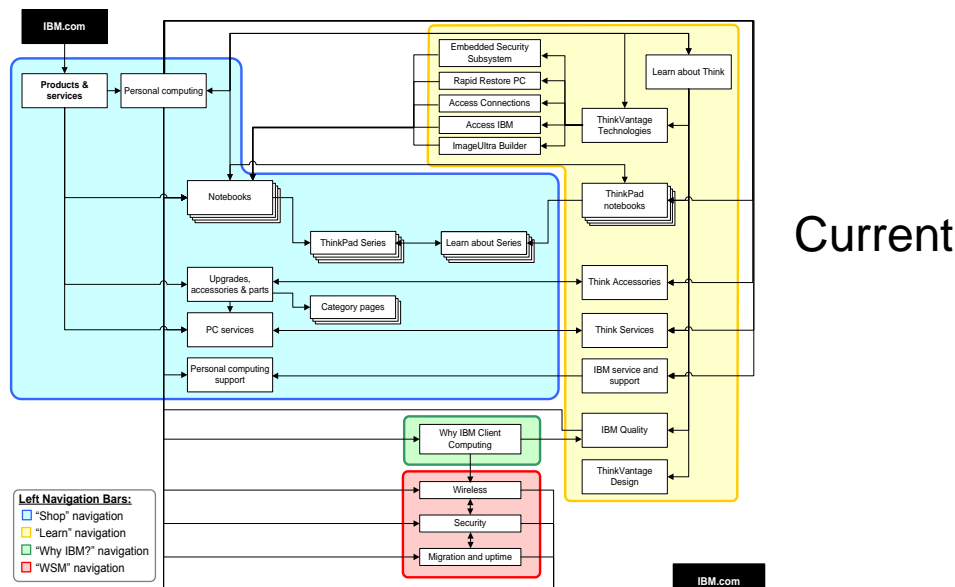 IBM.com
Products &
services
Personal computing
Embedded Security
Subsystem
Rapid Restore PC
Access Connections
Access IBM
ImageUltra Builder
Learn about Think
ThinkVantage
Technologies
Notebooks
ThinkPad
notebooks
Current
ThinkPad Series
Learn about Series
Upgrades,
accessories & parts
Category pages
Think Accessories
PC services
Think Services
Personal computing
support
IBM service and
support
Why IBM Client
Computing
IBM Quality
ThinkVantage
Design
Wireless
Security
Migration and uptime
Left Navigation Bars:
“Shop” navigation
“Learn” navigation
“Why IBM?” navigation
“WSM” navigation
IBM.com